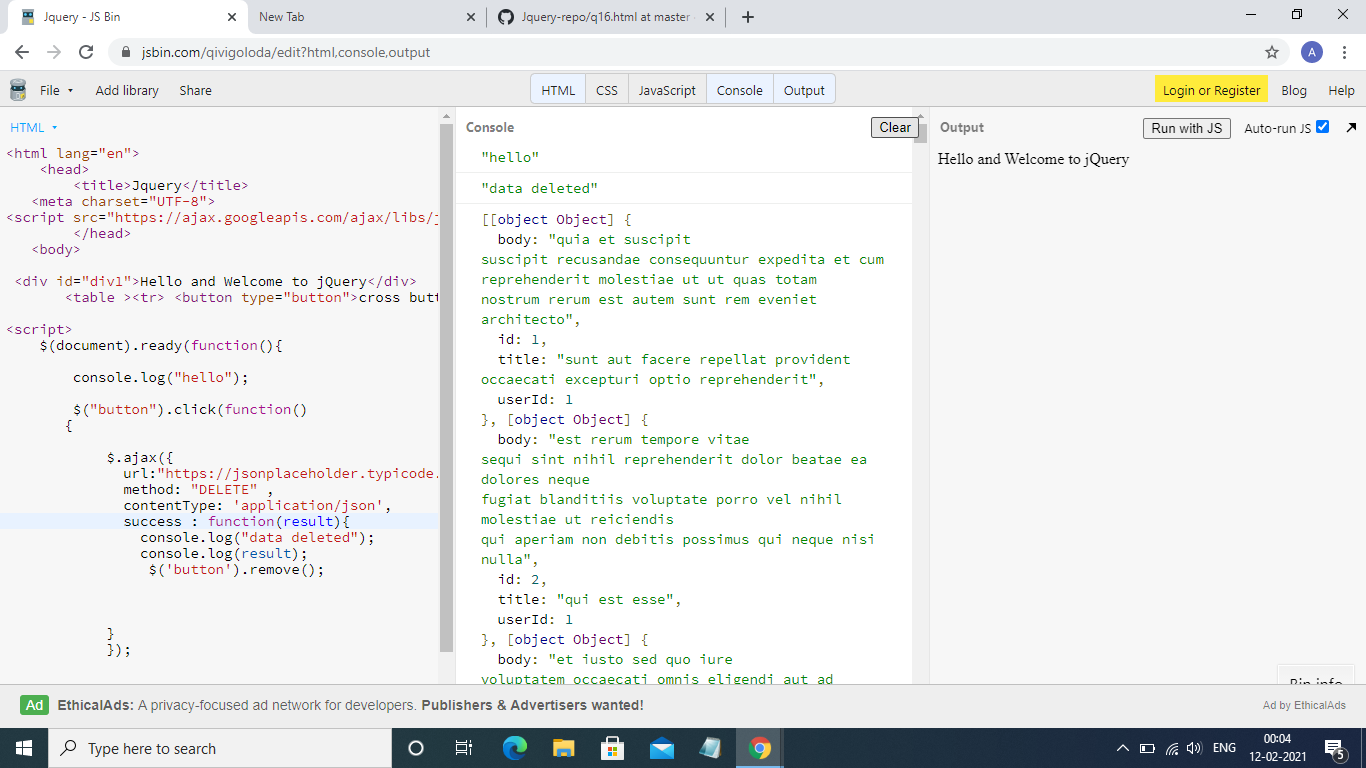 Jquery - JS Bin
New Tab
Jquery-repo/q16.html at master
jsbin.com/qivigoloda/edit?html,console,output
A
File
Add library
Share
HTML
CSS
JavaScript
Console
Output
Login or Register
Blog
Help
HTML
<html lang="en">
<head>
<title>Jquery</title>
<meta charset="UTF-8">
<script src="https://ajax.googleapis.com/ajax/libs/
</head>
<body>
<div id="div1">Hello and Welcome to jQuery</div>
<table ><tr> <button type="button">cross butt
<script>
$(document).ready(function(){
console.log("hello");
$("button").click(function()
{
$.ajax({
url:"https://jsonplaceholder.typicode.
method: "DELETE" ,
contentType: 'application/json',
success : function(result){
console.log("data deleted");
console.log(result);
$('button').remove();
}
});
Console
Clear
"hello"
"data deleted"
[[object Object] {
body: "quia et suscipit
suscipit recusandae consequuntur expedita et cum
reprehenderit molestiae ut ut quas totam
nostrum rerum est autem sunt rem eveniet
architecto",
id: 1,
title: "sunt aut facere repellat provident
occaecati excepturi optio reprehenderit",
userId: 1
}, [object Object] {
body: "est rerum tempore vitae
sequi sint nihil reprehenderit dolor beatae ea
dolores neque
fugiat blanditiis voluptate porro vel nihil
molestiae ut reiciendis
qui aperiam non debitis possimus qui neque nisi
nulla",
id: 2,
title: "qui est esse",
userId: 1
}, [object Object] {
body: "et iusto sed quo iure
voluptatem occaecati omnis eligendi aut ad
Output
Run with JS
Auto-run JS
Hello and Welcome to jQuery
Bin info
Ad
EthicalAds: A privacy-focused ad network for developers. Publishers & Advertisers wanted!
Ad by EthicalAds
Type here to search
ENG
00:04
12-02-2021
5